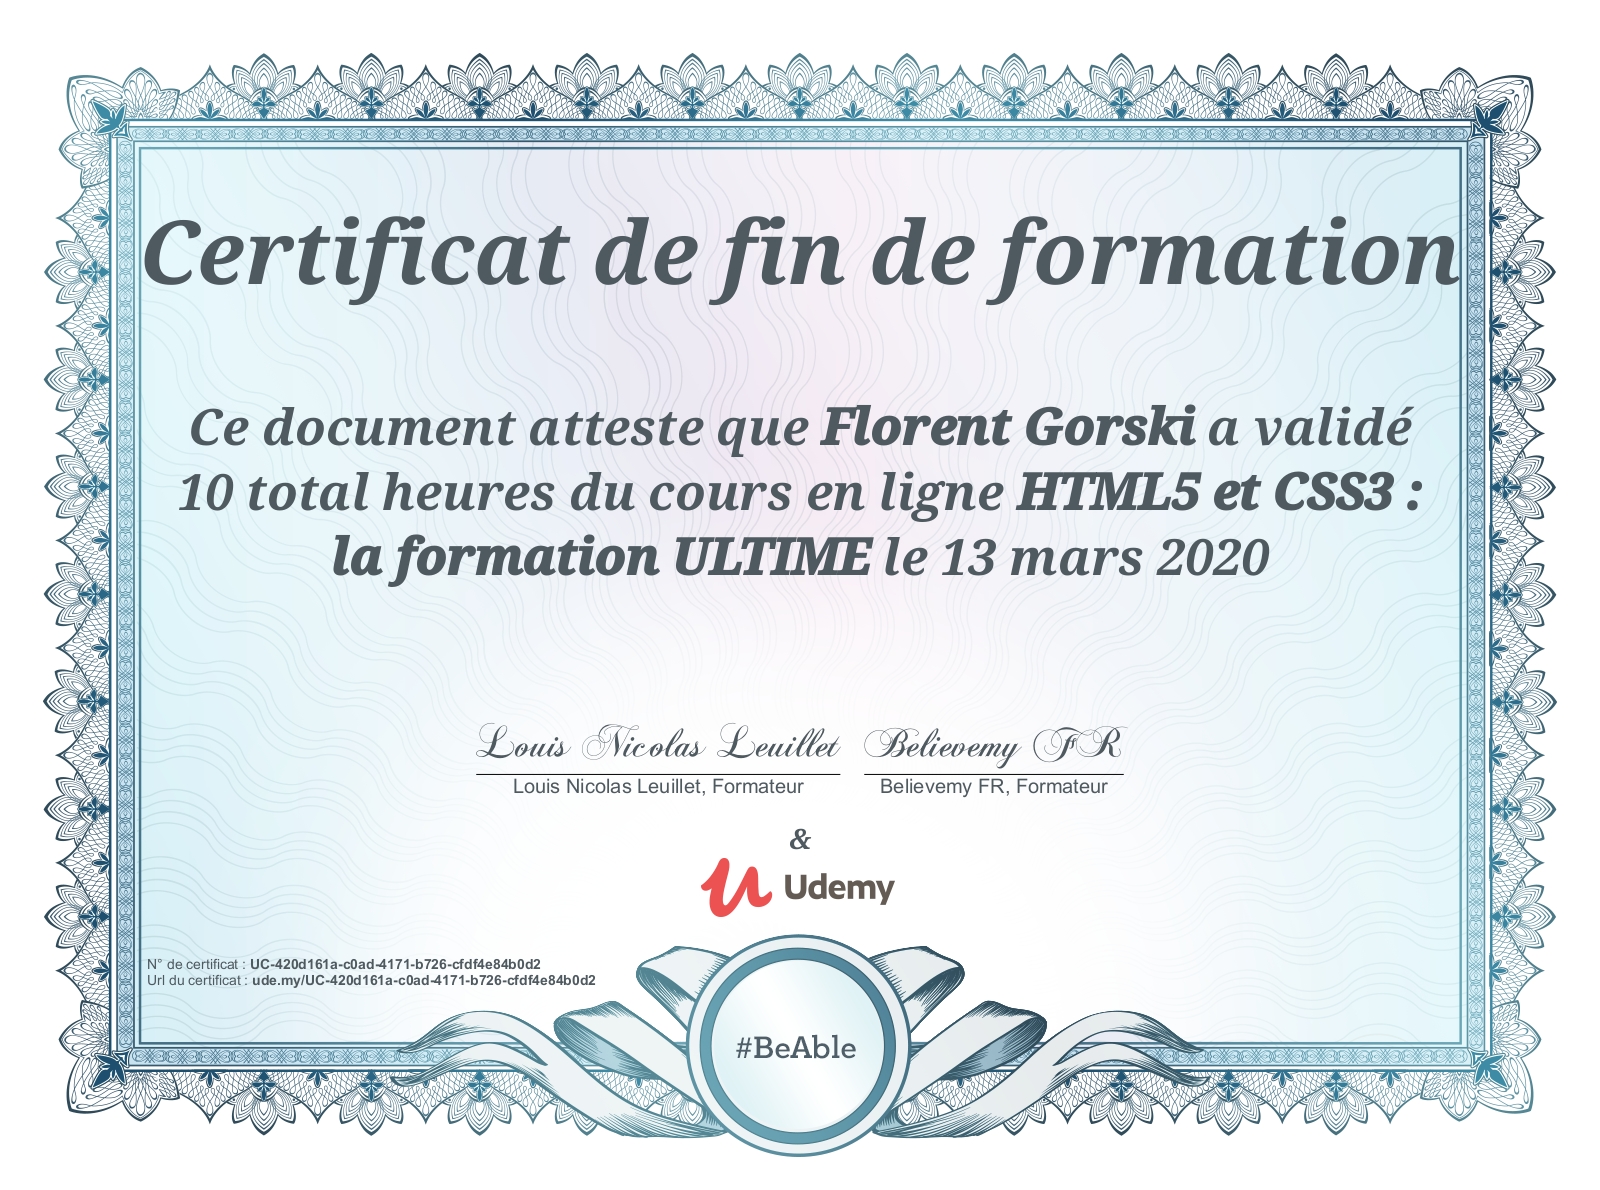 Certificat de fin de formation
Ce document atteste que Florent Gorski a validé
10 total heures du cours en ligne HTML5 et CSS3 :
la formation ULTIME le 13 mars 2020
Louis Nicolas Leuillet Believemy FR
Louis Nicolas Leuillet, Formateur Believemy FR, Formateur
&
Udemy
N° de certificat : UC-420d161a-c0ad-4171-b726-cfdf4e84b0d2
Url du certificat : ude.my/UC-420d161a-c0ad-4171-b726-cfdf4e84b0d2
#BeAble